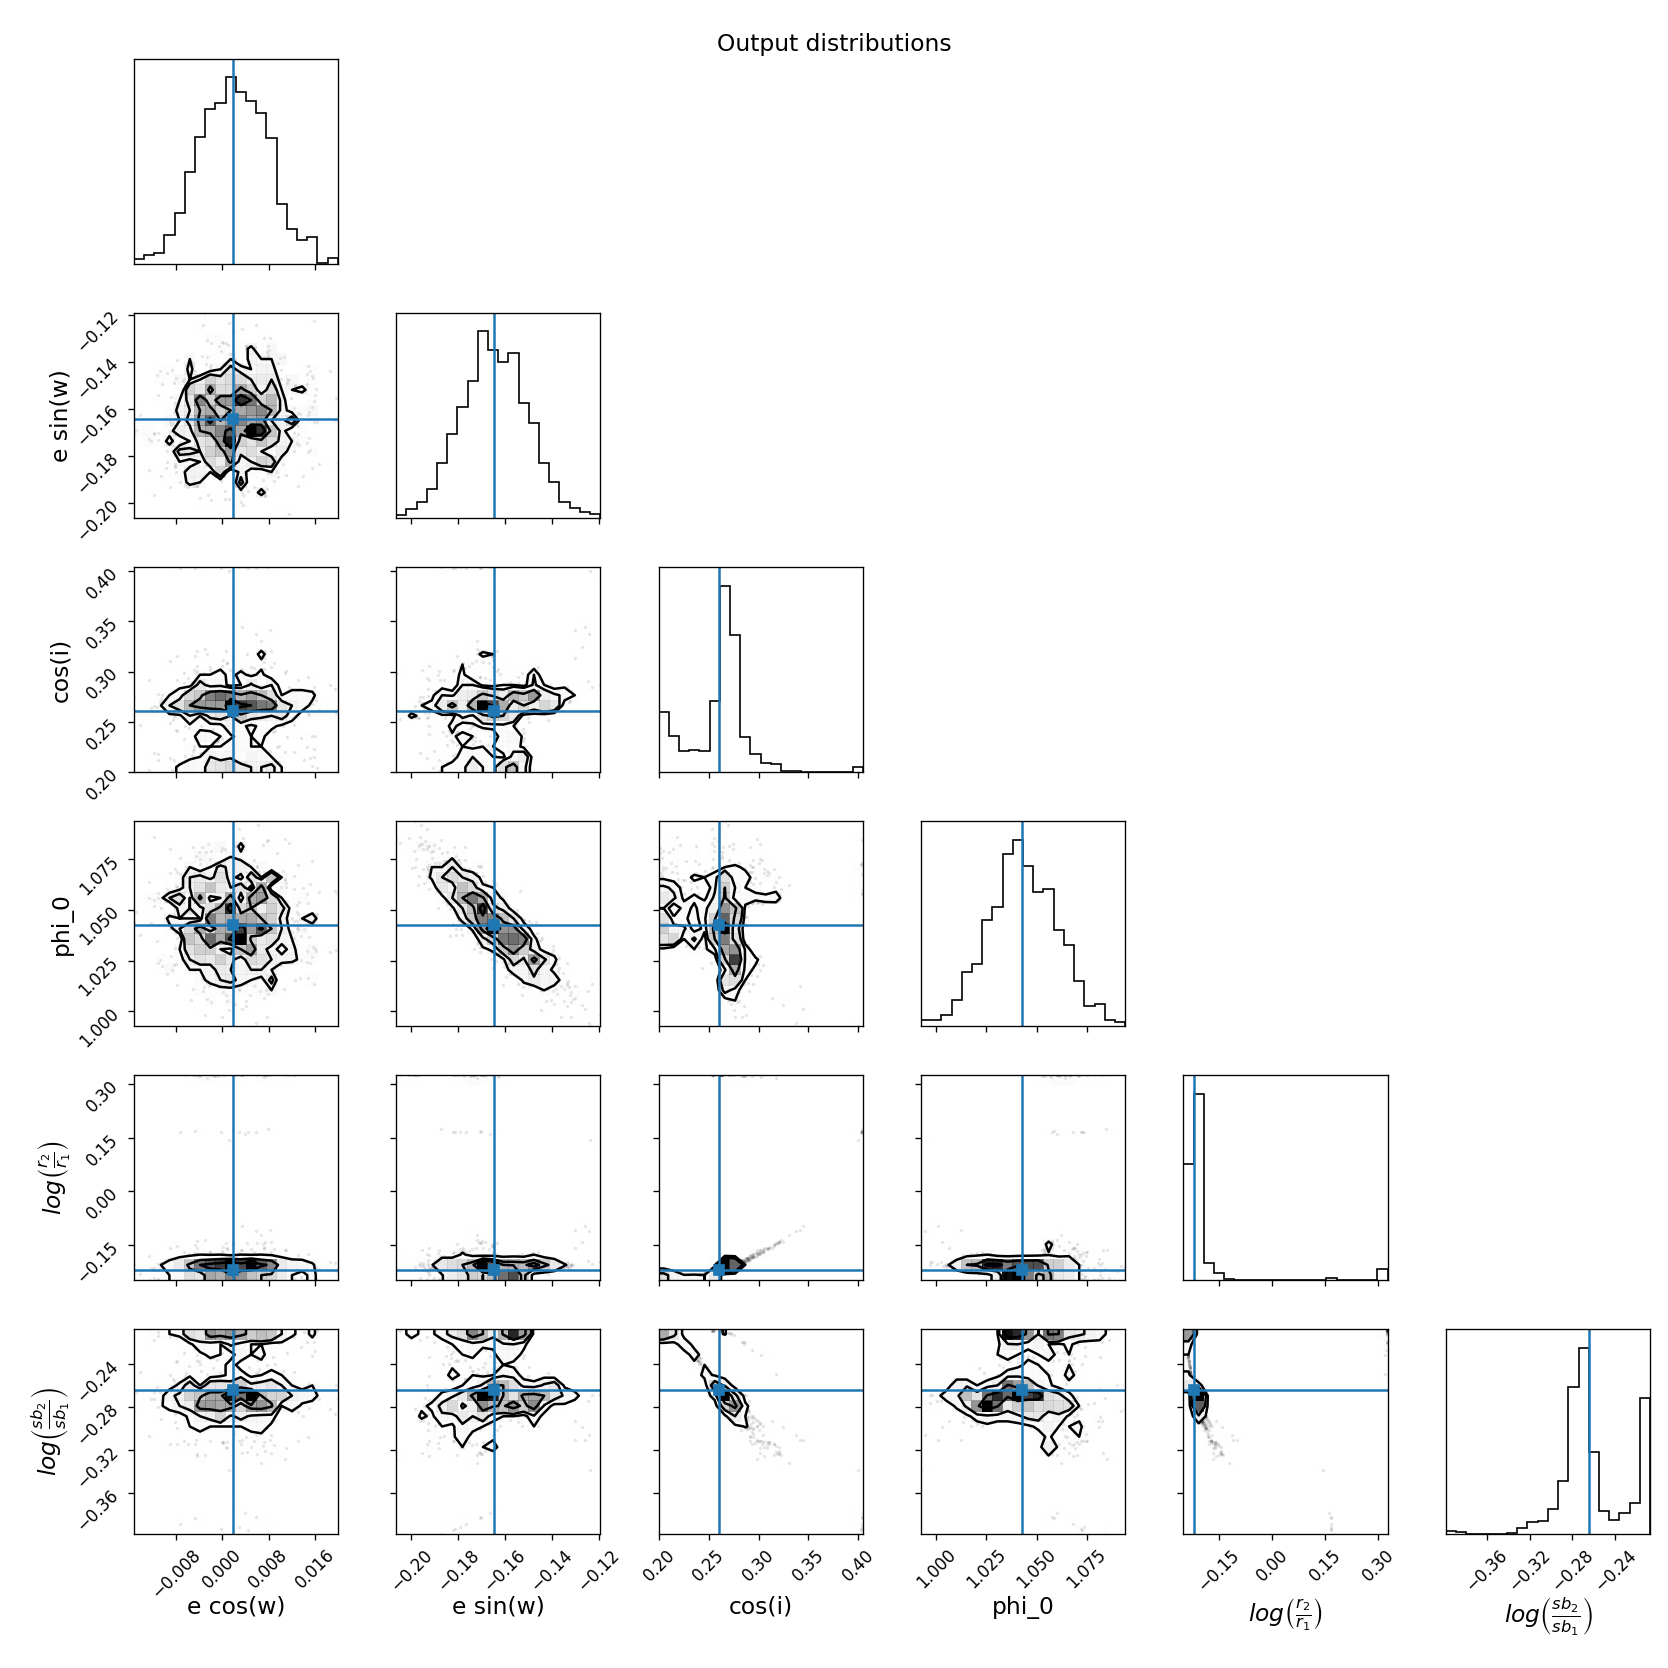 Output distributions
e sin(w)
−0.12
−0.14
−0.16
−0.18
−0.20
cos(i)
0.40
0.35
0.30
0.25
0.20
phi_0
1.075
1.050
1.025
1.000
log(r2/r1)
0.30
0.15
0.00
−0.15
log(sb2/sb1)
−0.24
−0.28
−0.32
−0.36
−0.008 0.000 0.008 0.016
e cos(w)
−0.20 −0.18 −0.16 −0.14 −0.12
e sin(w)
0.20 0.25 0.30 0.35 0.40
cos(i)
1.000 1.025 1.050 1.075
phi_0
−0.15 0.00 0.15 0.30
log(r2/r1)
−0.36 −0.32 −0.28 −0.24
log(sb2/sb1)